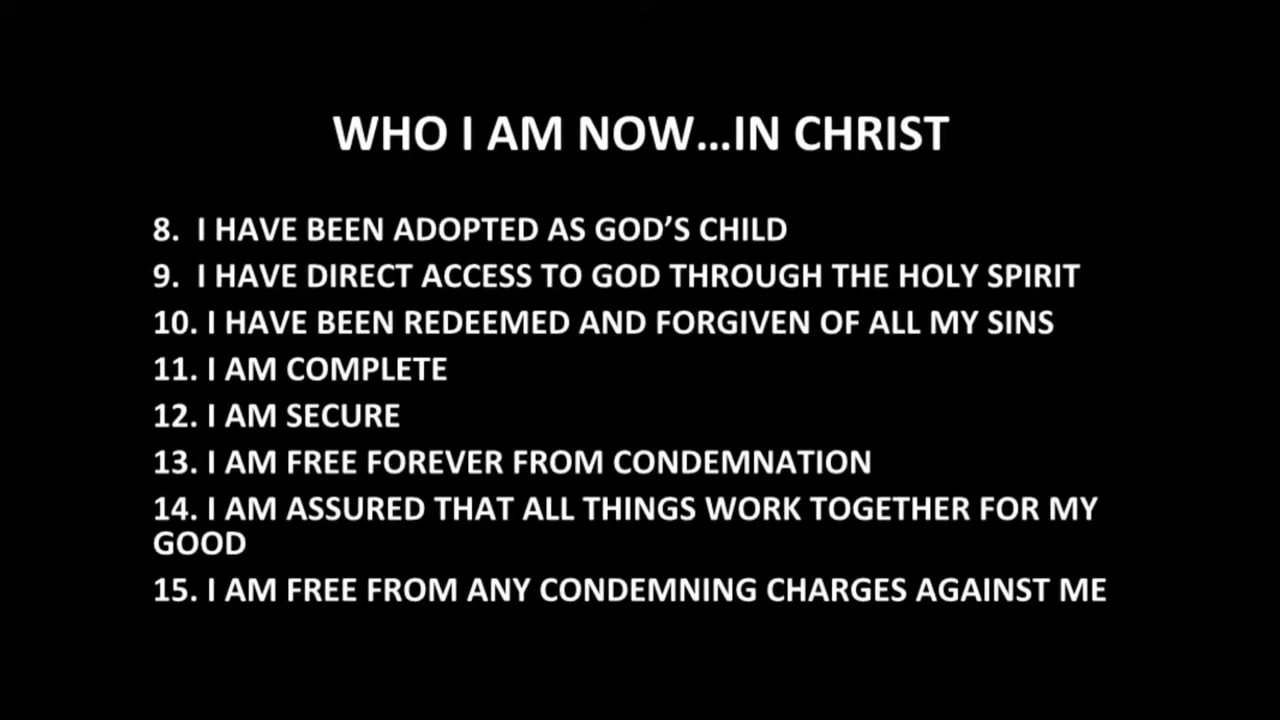 WHO I AM NOW…IN CHRIST
8. I HAVE BEEN ADOPTED AS GOD’S CHILD
9. I HAVE DIRECT ACCESS TO GOD THROUGH THE HOLY SPIRIT
10. I HAVE BEEN REDEEMED AND FORGIVEN OF ALL MY SINS
11. I AM COMPLETE
12. I AM SECURE
13. I AM FREE FOREVER FROM CONDEMNATION
14. I AM ASSURED THAT ALL THINGS WORK TOGETHER FOR MY
GOOD
15. I AM FREE FROM ANY CONDEMNING CHARGES AGAINST ME